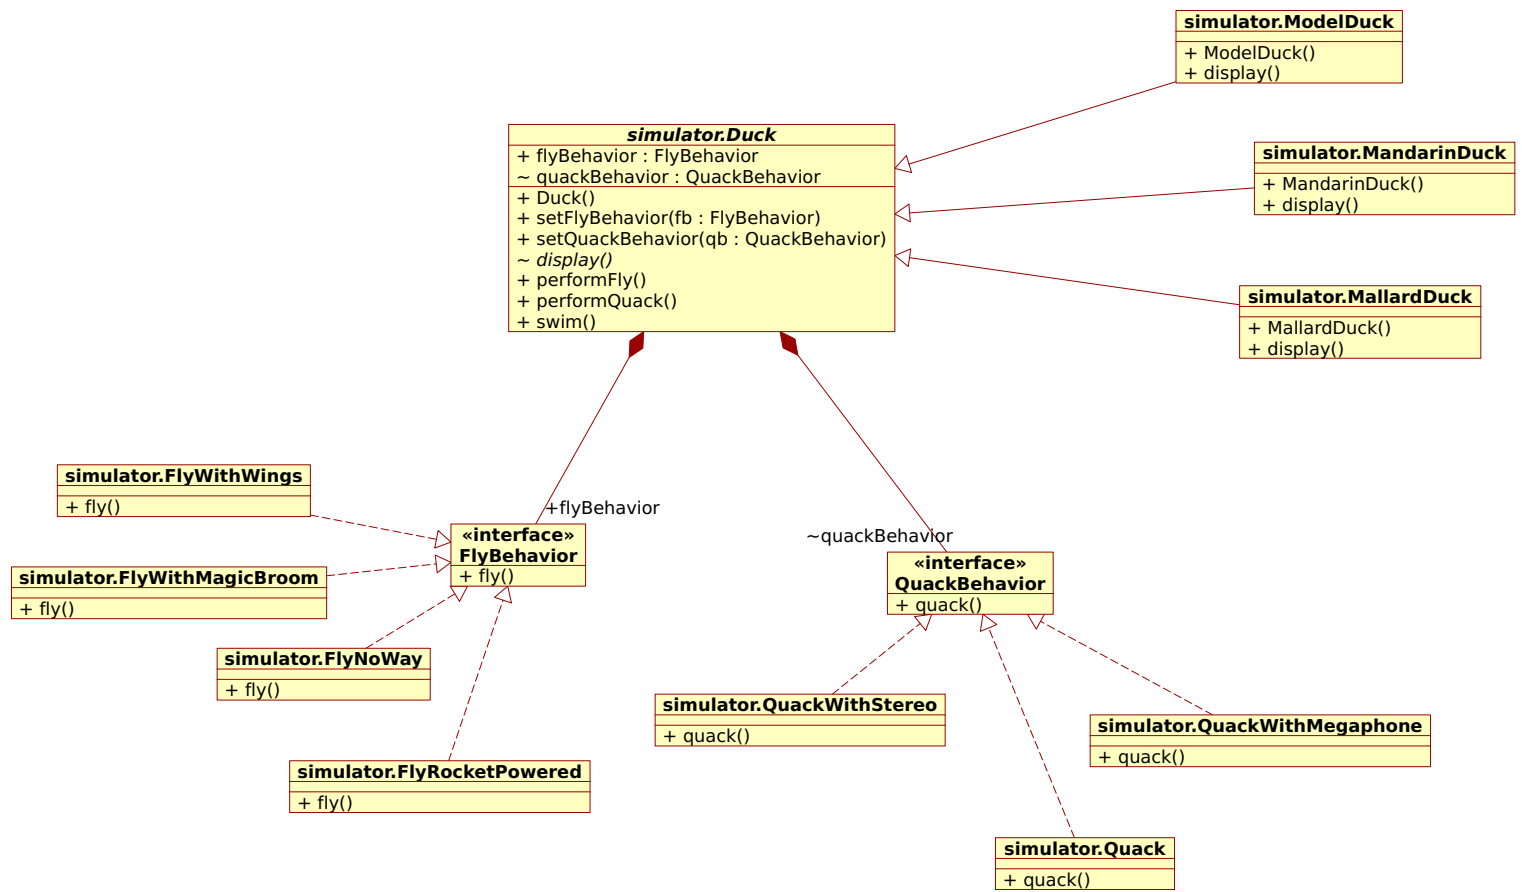 simulator.ModelDuck
+ ModelDuck()
+ display()
simulator.Duck
+ flyBehavior : FlyBehavior
~ quackBehavior : QuackBehavior
+ Duck()
+ setFlyBehavior(fb : FlyBehavior)
+ setQuackBehavior(qb : QuackBehavior)
~ display()
+ performFly()
+ performQuack()
+ swim()
simulator.MandarinDuck
+ MandarinDuck()
+ display()
simulator.MallardDuck
+ MallardDuck()
+ display()
simulator.FlyWithWings
+ fly()
+flyBehavior
«interface»
FlyBehavior
+ fly()
~quackBehavior
«interface»
QuackBehavior
+ quack()
simulator.FlyWithMagicBroom
+ fly()
simulator.FlyNoWay
+ fly()
simulator.QuackWithStereo
+ quack()
simulator.QuackWithMegaphone
+ quack()
simulator.FlyRocketPowered
+ fly()
simulator.Quack
+ quack()